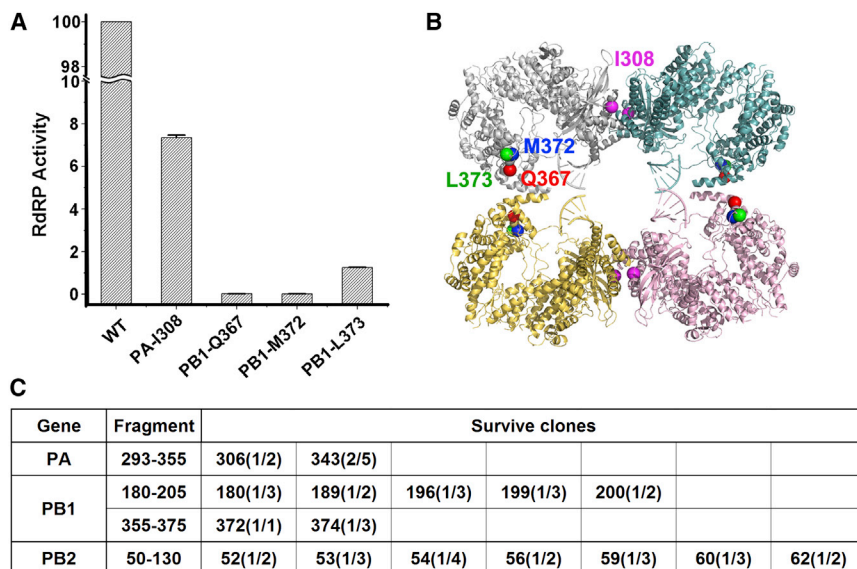 A
RdRP Activity
100
98
10
8
6
4
2
0
WT
PA-I308
PB1-Q367
PB1-M372
PB1-L373
B
I308
M372
L373
Q367
C
Gene Fragment Survive clones
PA 293-355 306(1/2) 343(2/5)
PB1 180-205 180(1/3) 189(1/2) 196(1/3) 199(1/3) 200(1/2)
355-375 372(1/1) 374(1/3)
PB2 50-130 52(1/2) 53(1/3) 54(1/4) 56(1/2) 59(1/3) 60(1/3) 62(1/2)